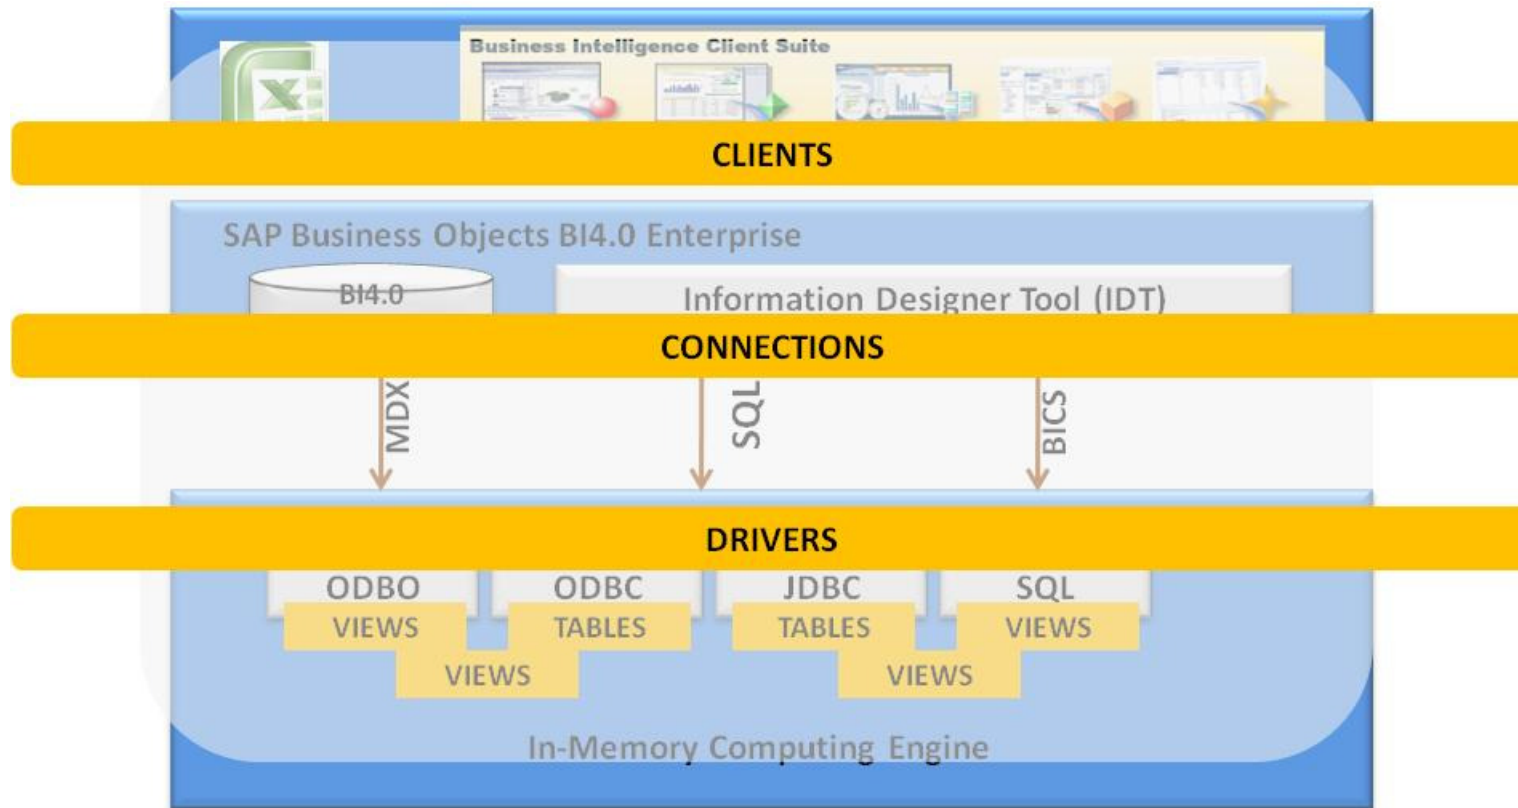 Business Intelligence Client Suite
CLIENTS
SAP Business Objects BI4.0 Enterprise
BI4.0
Information Designer Tool (IDT)
CONNECTIONS
MDX
SQL
BICS
DRIVERS
ODBO
ODBC
JDBC
SQL
VIEWS
TABLES
TABLES
VIEWS
VIEWS
VIEWS
In-Memory Computing Engine